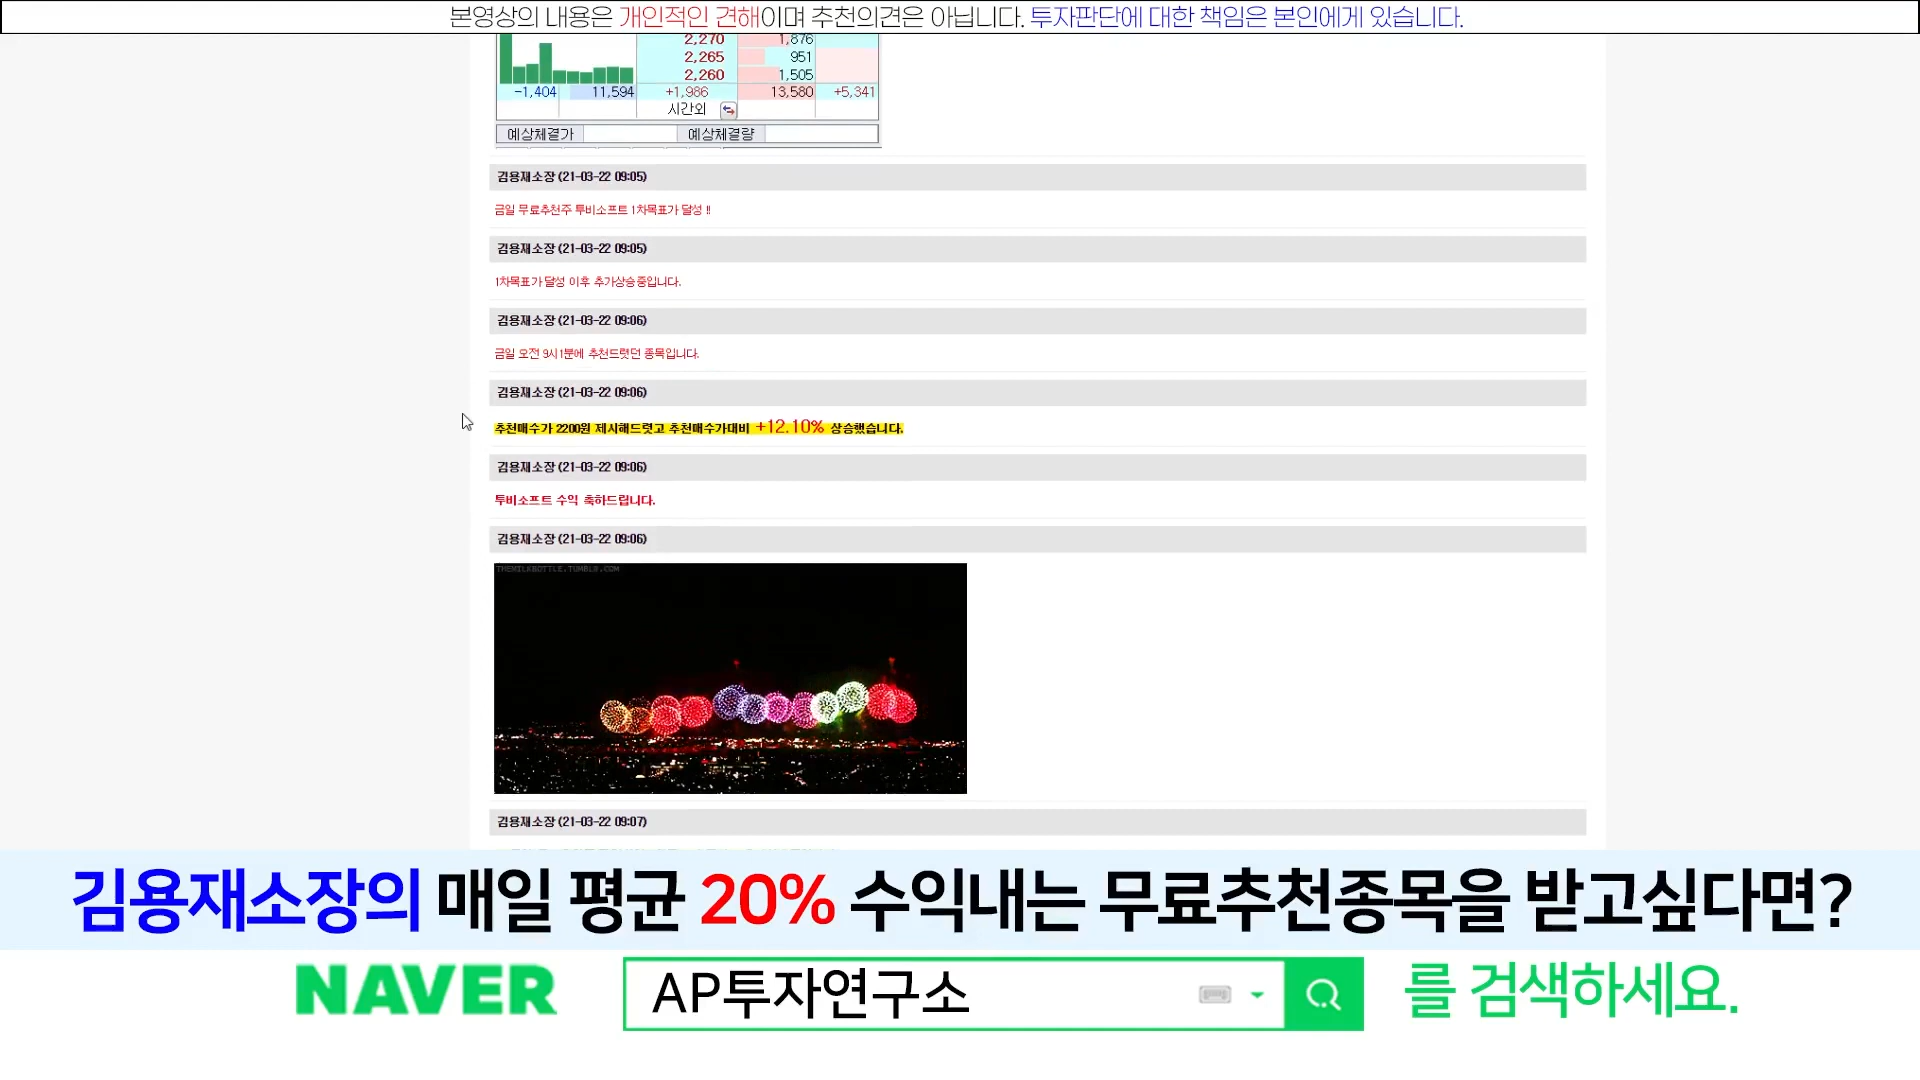 본영상의 내용은 개인적인 견해이며 추천의견은 아닙니다. 투자판단에 대한 책임은 본인에게 있습니다.
2,270 1,876
2,265 951
2,260 1,505
-1,404 11,594 +1,986 13,580 +5,341
시간외
예상체결가 예상체결량
김용재소장 (21-03-22 09:05)
금일 무료추천주 투비소프트 1차목표가 달성 !!
김용재소장 (21-03-22 09:05)
1차목표가 달성 이후 추가상승중입니다.
김용재소장 (21-03-22 09:06)
금일 오전 9시1분에 추천드렷던 종목입니다.
김용재소장 (21-03-22 09:06)
추천매수가 2200원 제시해드렷고 추천매수가대비 +12.10% 상승했습니다.
김용재소장 (21-03-22 09:06)
투비소프트 수익 축하드립니다.
김용재소장 (21-03-22 09:06)
THEMILKBOTTLE.TUMBLR.COM
김용재소장 (21-03-22 09:07)
김용재소장의 매일 평균 20% 수익내는 무료추천종목을 받고싶다면?
NAVER AP투자연구소 를 검색하세요.